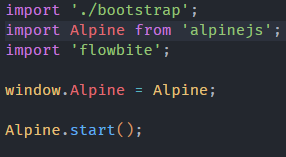 import './bootstrap';
import Alpine from 'alpinejs';
import 'flowbite';
window.Alpine = Alpine;
Alpine.start();